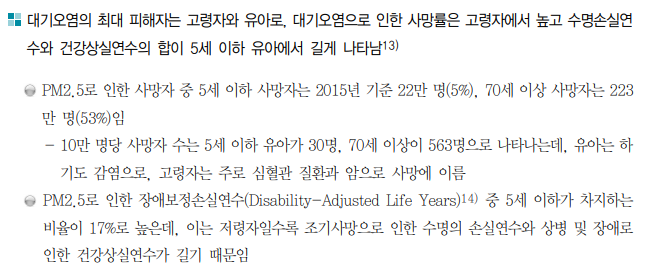 대기오염의 최대 피해자는 고령자와 유아로, 대기오염으로 인한 사망률은 고령자에서 높고 수명손실연
수와 건강상실연수의 합이 5세 이하 유아에서 길게 나타남13)
PM2.5로 인한 사망자 중 5세 이하 사망자는 2015년 기준 22만 명(5%), 70세 이상 사망자는 223
만 명(53%)임
- 10만 명당 사망자 수는 5세 이하 유아가 30명, 70세 이상이 563명으로 나타나는데, 유아는 하
기도 감염으로, 고령자는 주로 심혈관 질환과 암으로 사망에 이름
PM2.5로 인한 장애보정손실연수(Disability-Adjusted Life Years)14) 중 5세 이하가 차지하는
비율이 17%로 높은데, 이는 저령자일수록 조기사망으로 인한 수명의 손실연수와 상병 및 장애로
인한 건강상실연수가 길기 때문임